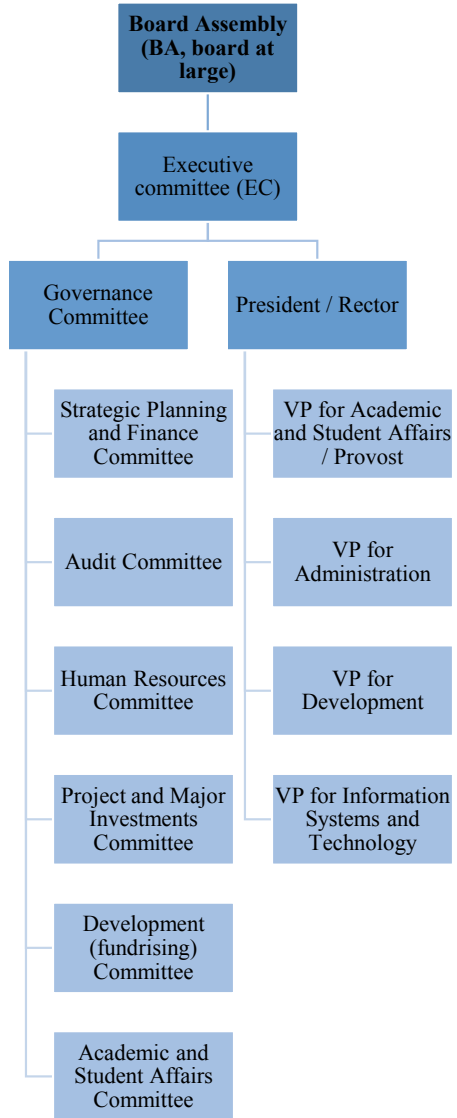 Board Assembly
(BA, board at
large)
Executive
committee (EC)
Governance
Committee
President / Rector
Strategic Planning
and Finance
Committee
VP for Academic
and Student Affairs
/ Provost
Audit Committee
VP for
Administration
Human Resources
Committee
VP for
Development
Project and Major
Investments
Committee
VP for Information
Systems and
Technology
Development
(fundrising)
Committee
Academic and
Student Affairs
Committee